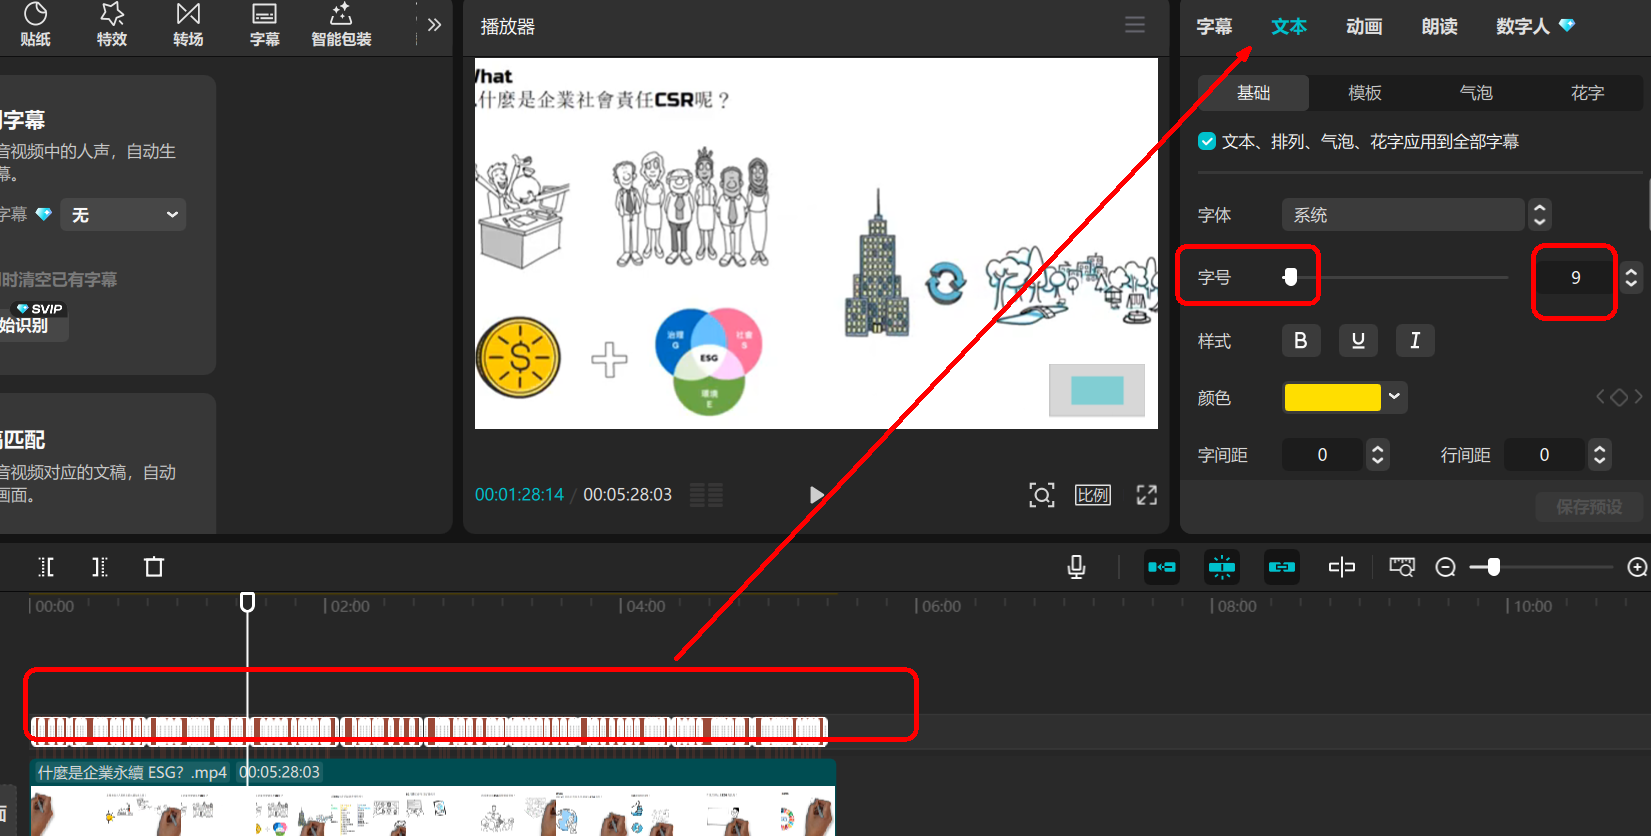 贴纸
特效
转场
字幕
智能包装
字幕
音视频中的人声，自动生
幕。
字幕
无
时清空已有字幕
SVIP
始识别
匹配
音视频对应的文稿，自动
画面。
播放器
What
什麼是企業社會責任CSR呢？
治理
G
社會
S
ESG
環境
E
00:01:28:14 / 00:05:28:03
比例
字幕 文本 动画 朗读 数字人
基础 模板 气泡 花字
文本、排列、气泡、花字应用到全部字幕
字体 系统
字号 9
样式 B U I
颜色
字间距 0 行间距 0
保存预设
00:00 02:00 04:00 06:00 08:00 10:00
什麼是企業永續 ESG？.mp4 00:05:28:03
面